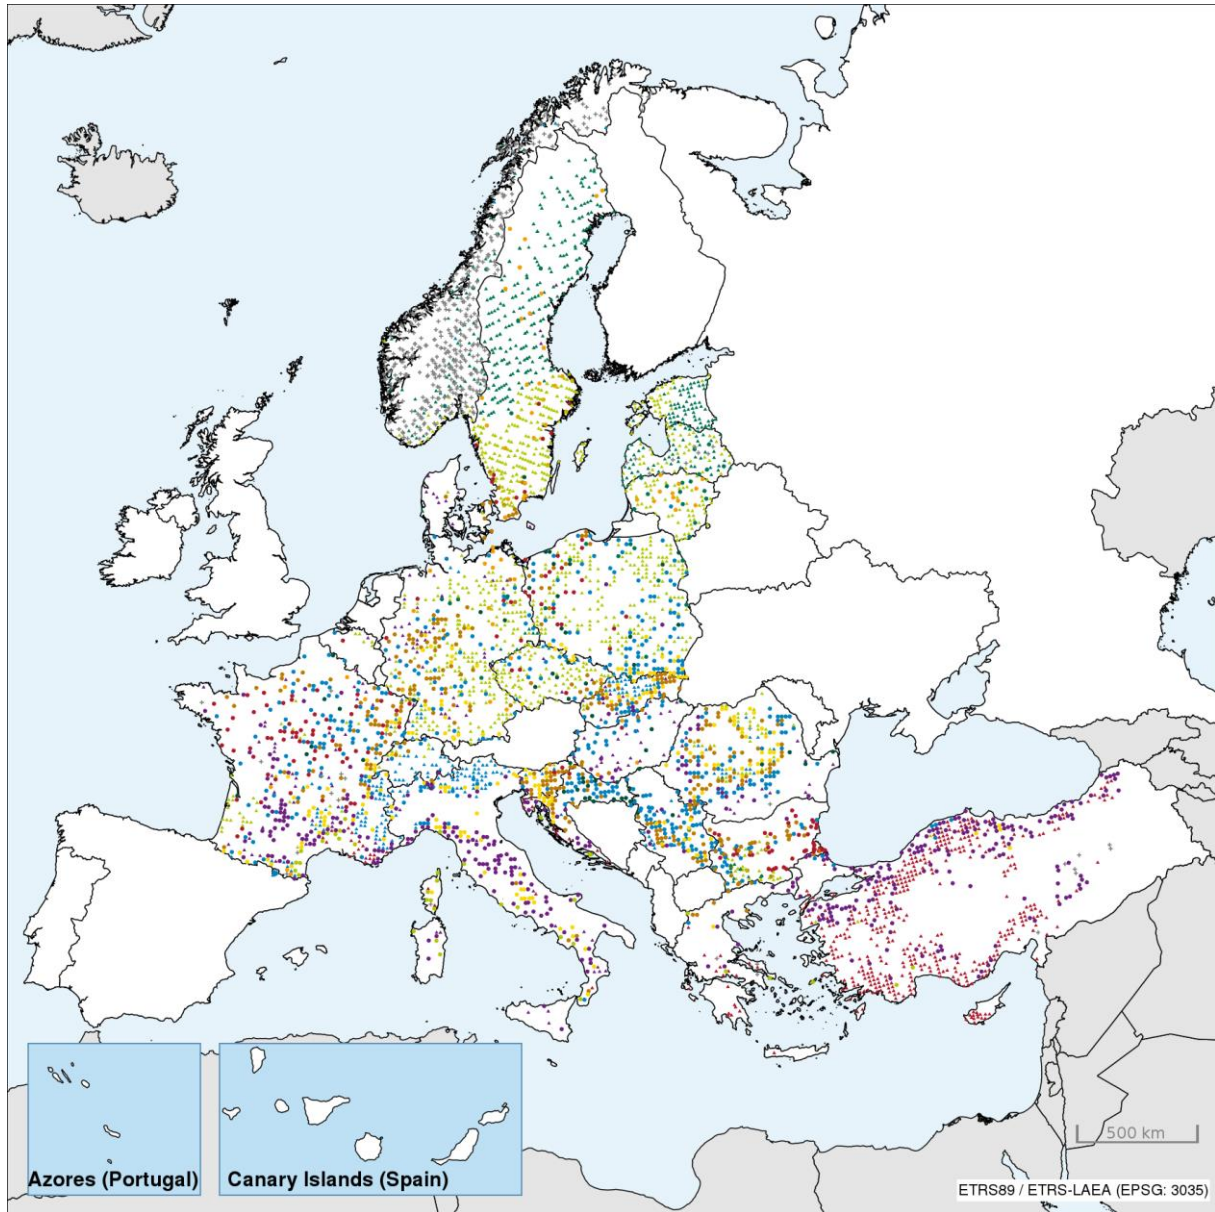 500 km
Azores (Portugal)
Canary Islands (Spain)
ETRS89 / ETRS-LAEA (EPSG: 3035)